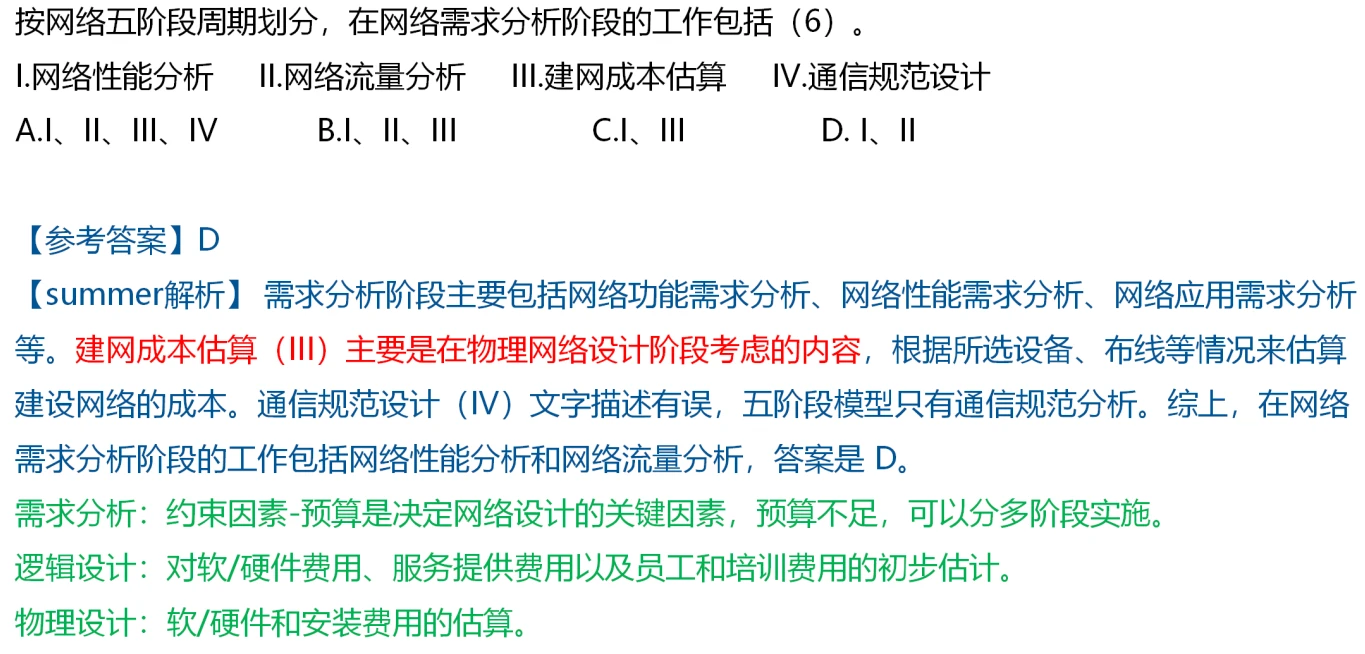 按网络五阶段周期划分，在网络需求分析阶段的工作包括（6）。
I.网络性能分析 II.网络流量分析 III.建网成本估算 IV.通信规范设计
A.I、II、III、IV B.I、II、III C.I、III D. I、II
【参考答案】D
【summer解析】 需求分析阶段主要包括网络功能需求分析、网络性能需求分析、网络应用需求分析
等。建网成本估算（III）主要是在物理网络设计阶段考虑的内容，根据所选设备、布线等情况来估算
建设网络的成本。通信规范设计（IV）文字描述有误，五阶段模型只有通信规范分析。综上，在网络
需求分析阶段的工作包括网络性能分析和网络流量分析，答案是 D。
需求分析：约束因素-预算是决定网络设计的关键因素，预算不足，可以分多阶段实施。
逻辑设计：对软/硬件费用、服务提供费用以及员工和培训费用的初步估计。
物理设计：软/硬件和安装费用的估算。